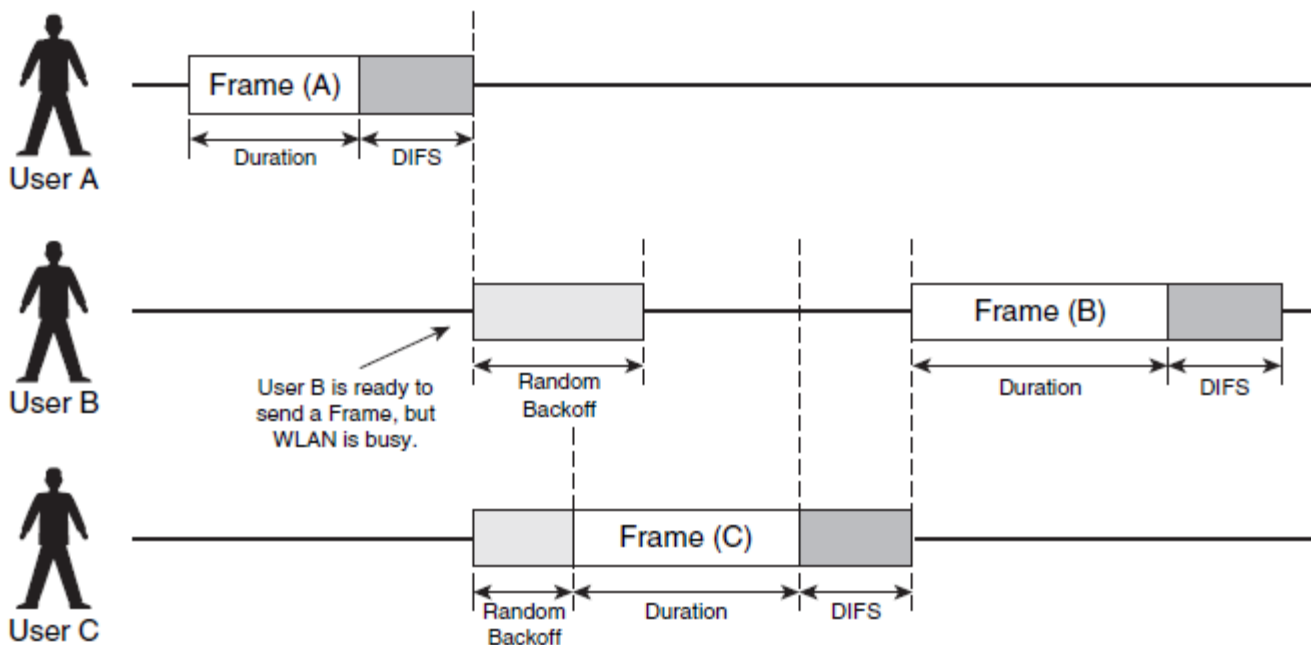 Frame (A)
Duration
DIFS
User A
Frame (B)
User B is ready to
send a Frame, but
WLAN is busy.
Random
Backoff
Duration
DIFS
User B
Frame (C)
Random
Backoff
Duration
DIFS
User C